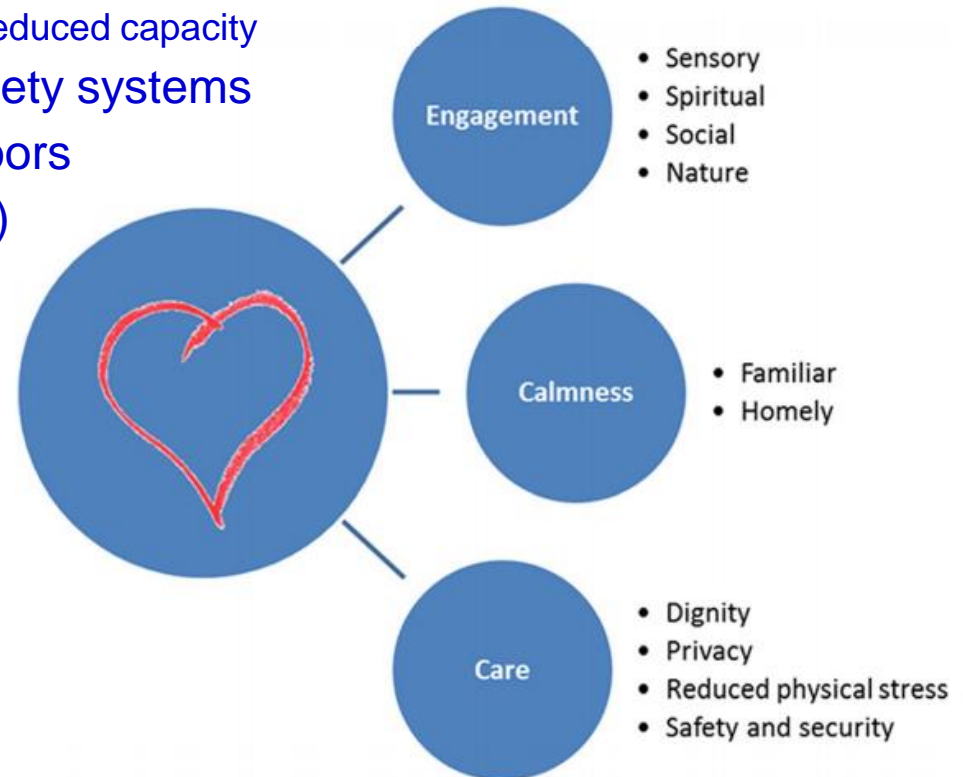 educed capacity
ety systems
oors
)
Engagement
• Sensory
• Spiritual
• Social
• Nature
Calmness
• Familiar
• Homely
Care
• Dignity
• Privacy
• Reduced physical stress
• Safety and security